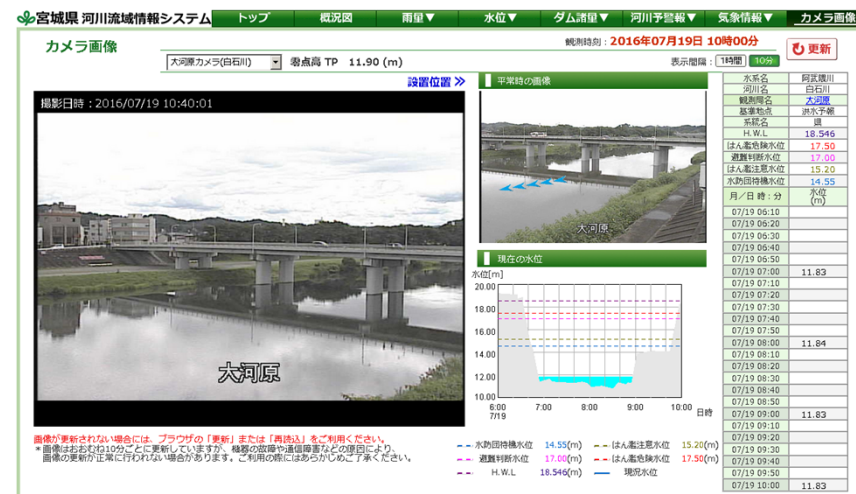 宮城県 河川流域情報システム
トップ 概況図 雨量▼ 水位▼ ダム諸量▼ 河川予警報▼ 気象情報▼ カメラ画像
カメラ画像
観測時刻：2016年07月19日 10時00分
更新
大河原カメラ(白石川) 零点高 TP 11.90 (m)
表示間隔： 1時間 10分
設置位置 ≫
撮影日時：2016/07/19 10:40:01
大河原
画像が更新されない場合には、ブラウザの「更新」または「再読込」をご利用ください。
＊画像はおおむね10分ごとに更新していますが、機器の故障や通信障害などの原因により、
画像の更新が正常に行われない場合があります。ご利用の際にはあらかじめご了承ください。
平常時の画像
大河原
現在の水位
水位[m]
20.00
18.00
16.00
14.00
12.00
10.00
6:00 7:00 8:00 9:00 10:00 日時
7/19
水防団待機水位 14.55(m) はん濫注意水位 15.20(m)
避難判断水位 17.00(m) はん濫危険水位 17.50(m)
H.W.L 18.546(m) 現況水位
水系名 阿武隈川
河川名 白石川
観測局名 大河原
基準地点 洪水予報
系統名 県
H.W.L 18.546
はん濫危険水位 17.50
避難判断水位 17.00
はん濫注意水位 15.20
水防団待機水位 14.55
月／日 時：分 水位
(m)
07/19 06:10
07/19 06:20
07/19 06:30
07/19 06:40
07/19 06:50
07/19 07:00 11.83
07/19 07:10
07/19 07:20
07/19 07:30
07/19 07:40
07/19 07:50
07/19 08:00 11.84
07/19 08:10
07/19 08:20
07/19 08:30
07/19 08:40
07/19 08:50
07/19 09:00 11.83
07/19 09:10
07/19 09:20
07/19 09:30
07/19 09:40
07/19 09:50
07/19 10:00 11.83